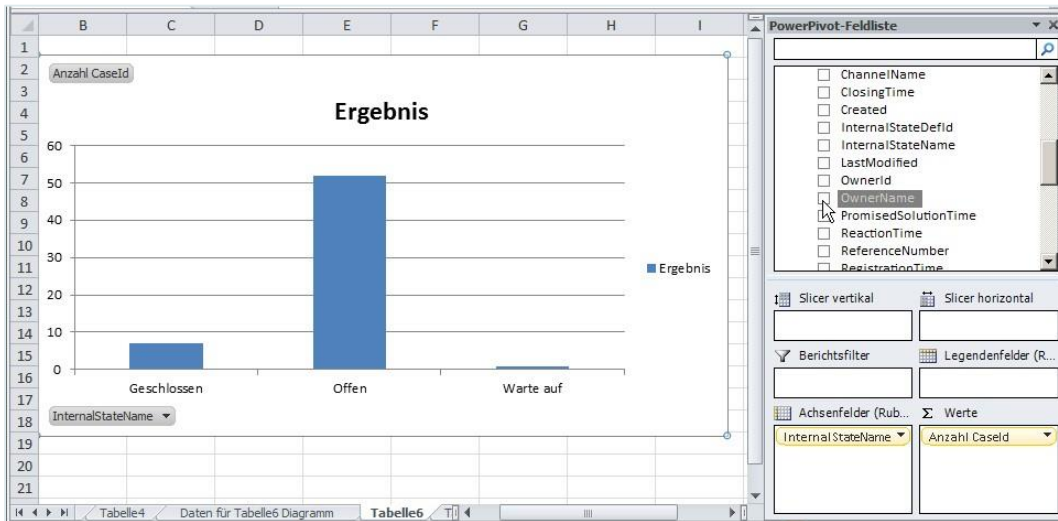 B C D E F G H I
1
2
3
4
5
6
7
8
9
10
11
12
13
14
15
16
17
18
19
20
21
Anzahl CaseId
Ergebnis
60
50
40
30
20
10
0
Geschlossen Offen Warte auf
Ergebnis
InternalStateName
Tabelle4 Daten für Tabelle6 Diagramm Tabelle6
PowerPivot-Feldliste
ChannelName
ClosingTime
Created
InternalStateDefId
InternalStateName
LastModified
OwnerId
OwnerName
PromisedSolutionTime
ReactionTime
ReferenceNumber
RegistrationTime
Slicer vertikal Slicer horizontal
Berichtsfilter Legendenfelder (R...
Achsenfelder (Rub... Σ Werte
InternalStateName Anzahl CaseId